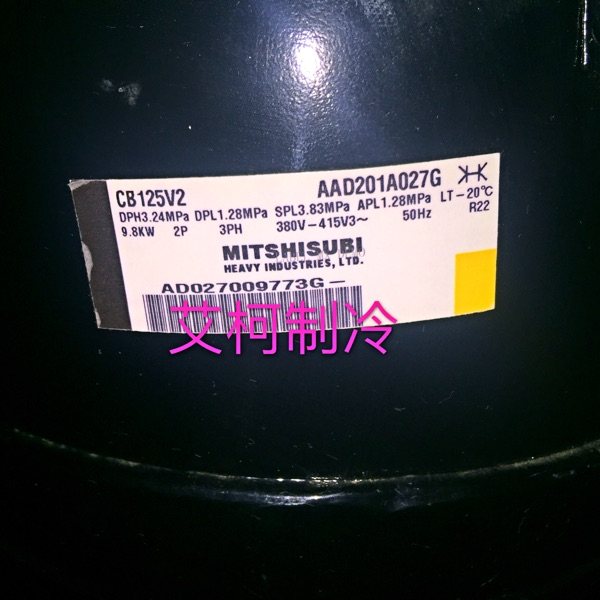 CB125V2 AAD201A027G
DPH3.24MPa DPL1.28MPa SPL3.83MPa APL1.28MPa LT-20℃
9.8KW 2P 3PH 380V-415V3~ 50Hz R22
MITSHISUBI
HEAVY INDUSTRIES, LTD.
AD027009773G-
艾柯制冷